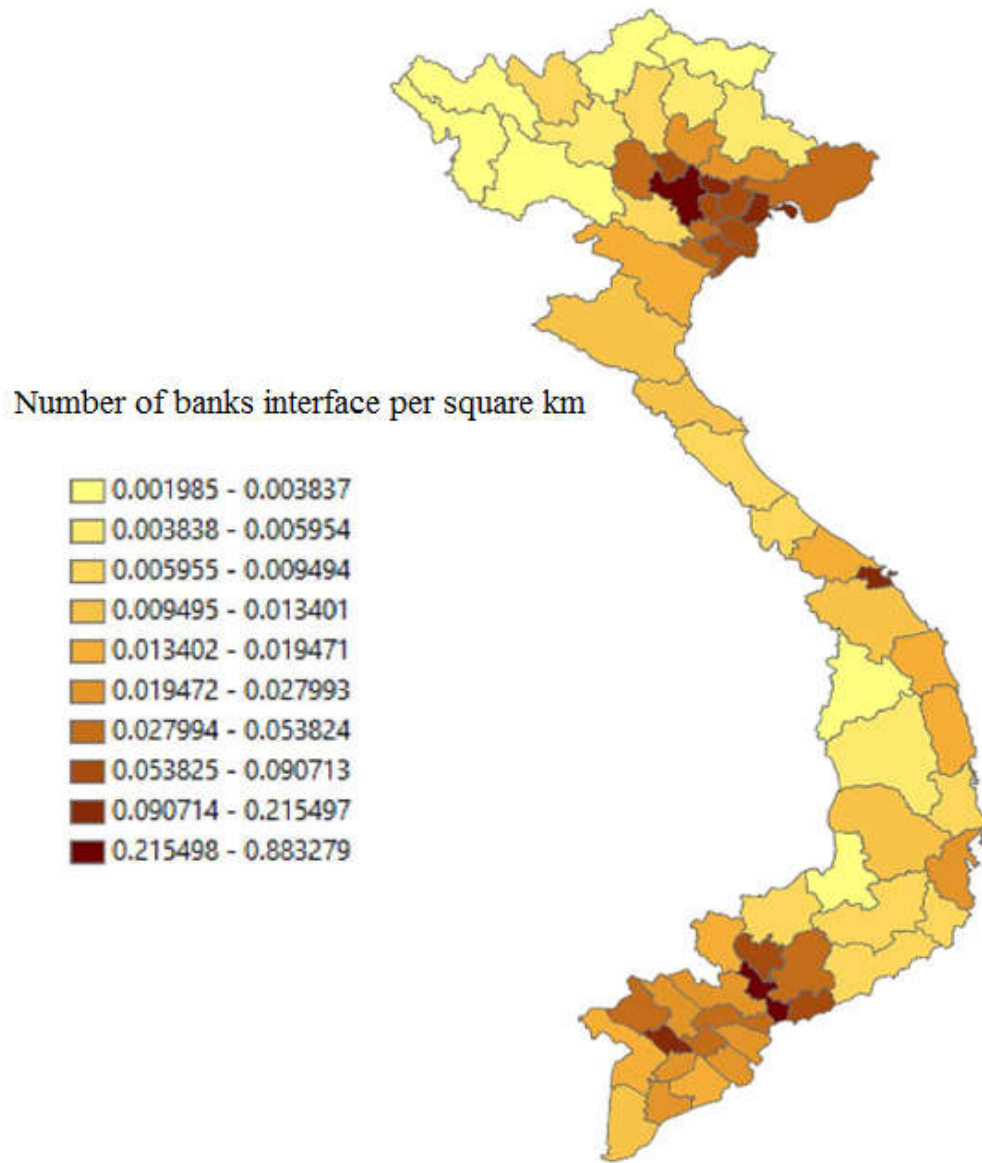 Number of banks interface per square km
0.001985 - 0.003837
0.003838 - 0.005954
0.005955 - 0.009494
0.009495 - 0.013401
0.013402 - 0.019471
0.019472 - 0.027993
0.027994 - 0.053824
0.053825 - 0.090713
0.090714 - 0.215497
0.215498 - 0.883279